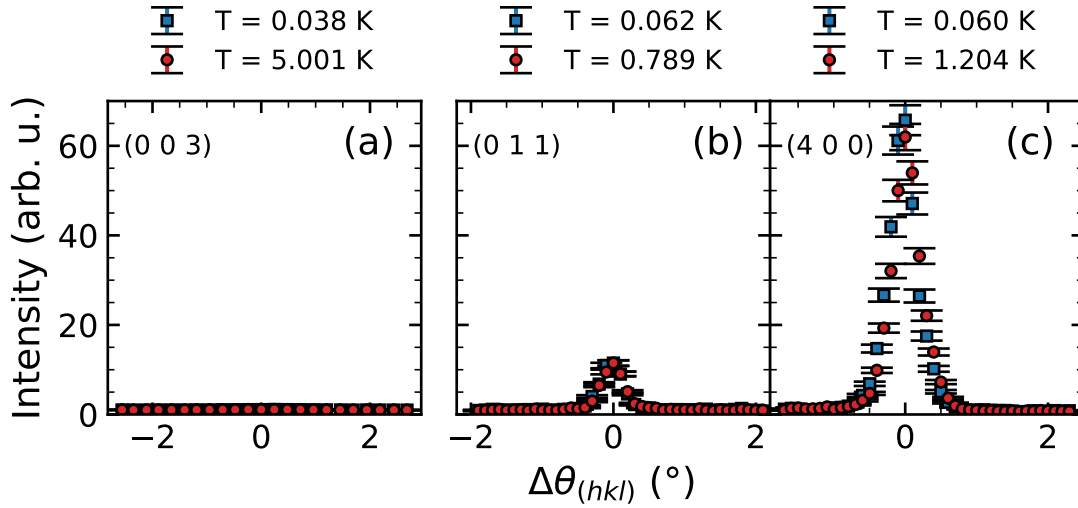 T = 0.038 K
T = 5.001 K
T = 0.062 K
T = 0.789 K
T = 0.060 K
T = 1.204 K
Intensity (arb. u.)
60
40
20
0
(0 0 3)
(a)
(0 1 1)
(b)
(4 0 0)
(c)
−2 0 2
−2 0 2
0 2
Δθ(hkl) (°)